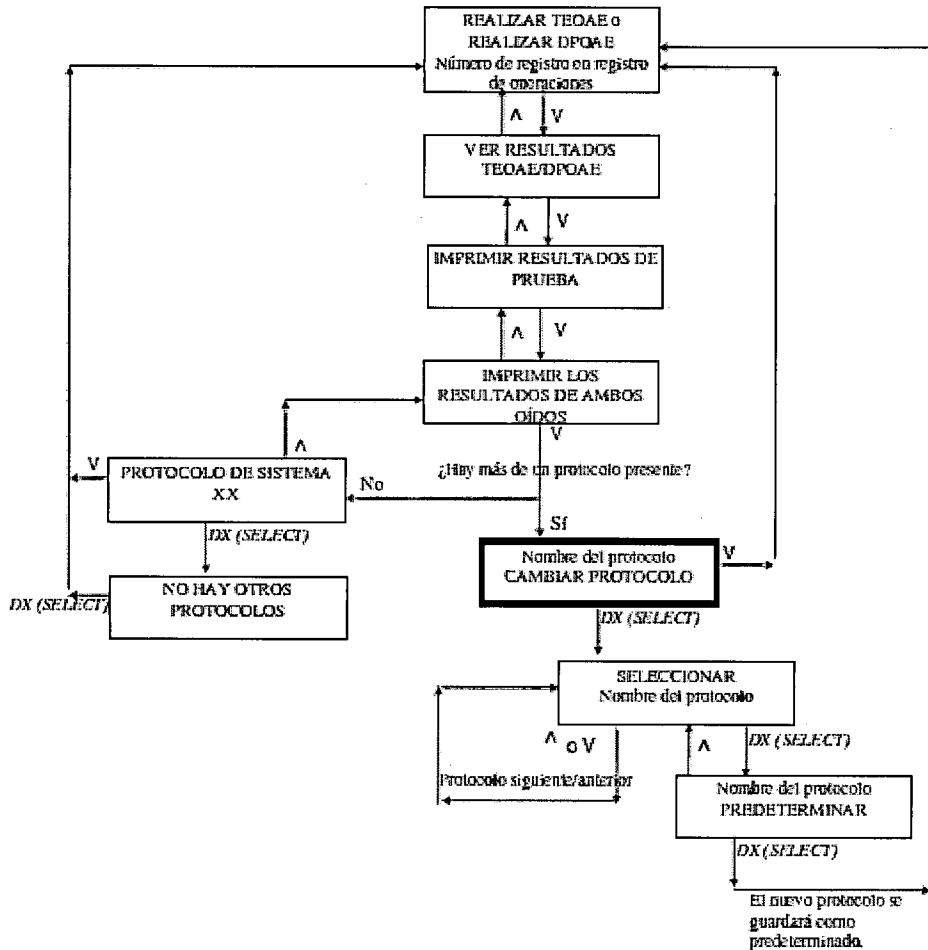 REALIZAR TEOAE o
REALIZAR DPOAE
Número de registro en registro
de operaciones
Λ
V
VER RESULTADOS
TEOAE/DPOAE
Λ
V
IMPRIMIR RESULTADOS DE
PRUEBA
Λ
V
IMPRIMIR LOS
RESULTADOS DE AMBOS
OÍDOS
Λ
V
¿Hay más de un protocolo presente?
V
PROTOCOLO DE SISTEMA
XX
No
Sí
DX (SELECT)
Nombre del protocolo
CAMBIAR PROTOCOLO
V
NO HAY OTROS
PROTOCOLOS
DX (SELECT)
DX (SELECT)
SELECCIONAR
Nombre del protocolo
Λ o V
Λ
DX (SELECT)
Protocolo siguiente/anterior
Nombre del protocolo
PREDETERMINAR
DX (SELECT)
El nuevo protocolo se
guardará como
predeterminado.